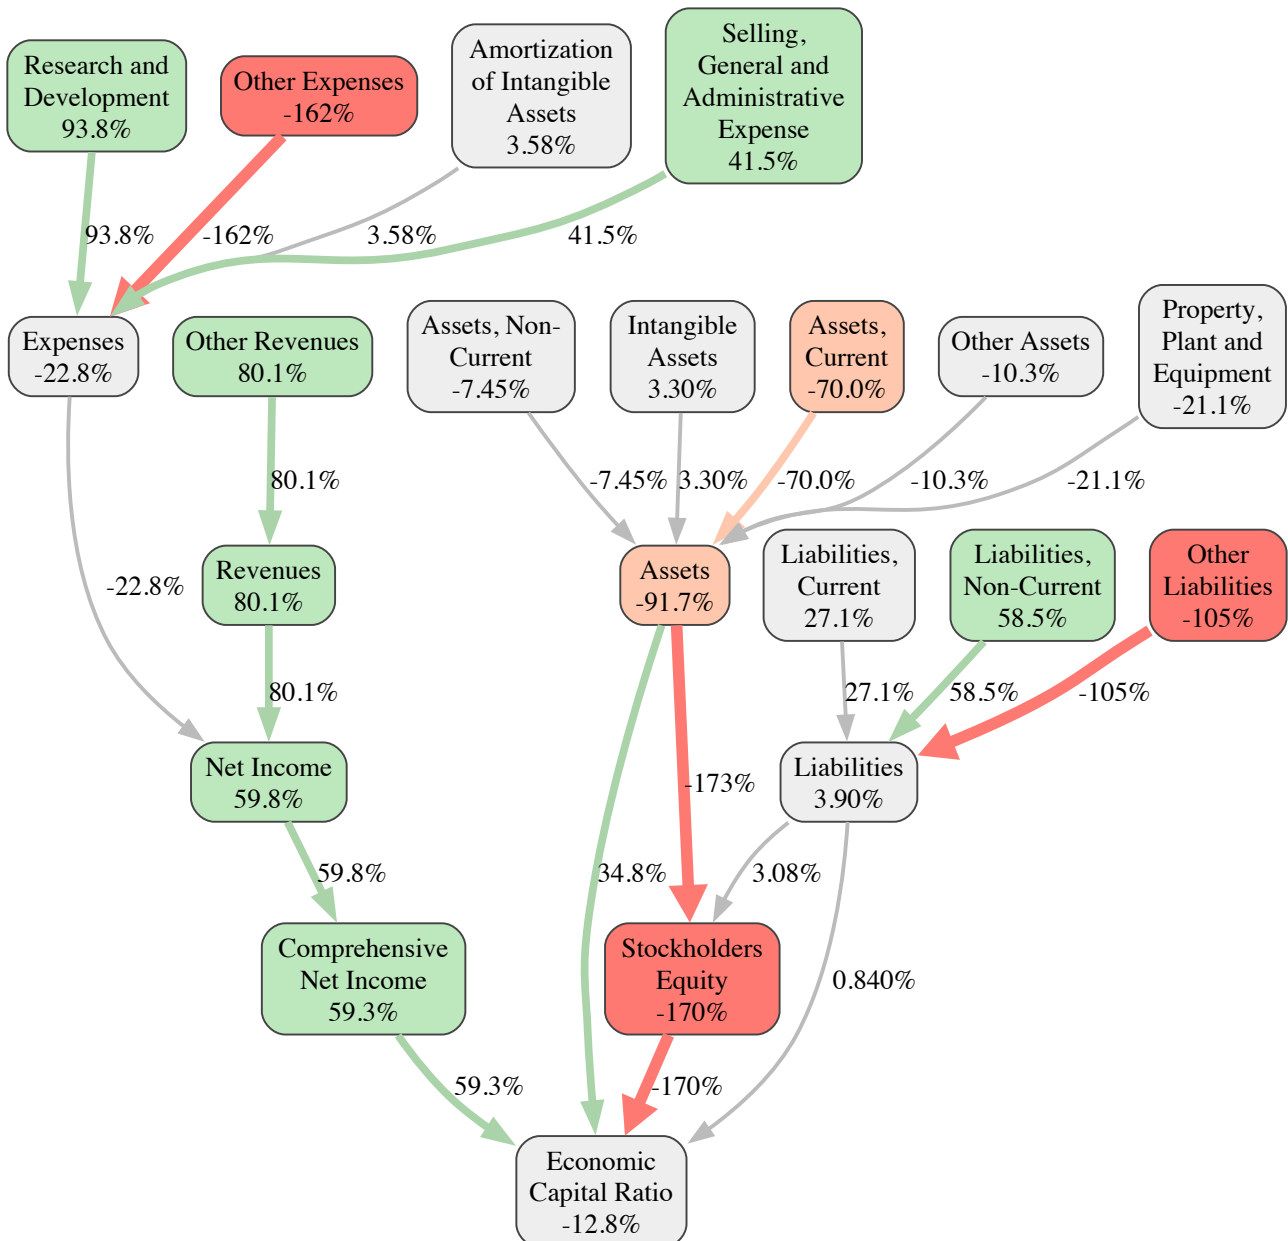 Research and
Development
93.8%
Other Expenses
-162%
Amortization
of Intangible
Assets
3.58%
Selling,
General and
Administrative
Expense
41.5%
93.8%
-162%
3.58%
41.5%
Expenses
-22.8%
Other Revenues
80.1%
Assets, Non-
Current
-7.45%
Intangible
Assets
3.30%
Assets,
Current
-70.0%
Other Assets
-10.3%
Property,
Plant and
Equipment
-21.1%
80.1%
-7.45%
3.30%
-70.0%
-10.3%
-21.1%
-22.8%
Revenues
80.1%
Assets
-91.7%
Liabilities,
Current
27.1%
Liabilities,
Non-Current
58.5%
Other
Liabilities
-105%
80.1%
27.1%
58.5%
-105%
Net Income
59.8%
-173%
Liabilities
3.90%
59.8%
34.8%
3.08%
Comprehensive
Net Income
59.3%
Stockholders
Equity
-170%
0.840%
59.3%
-170%
Economic
Capital Ratio
-12.8%